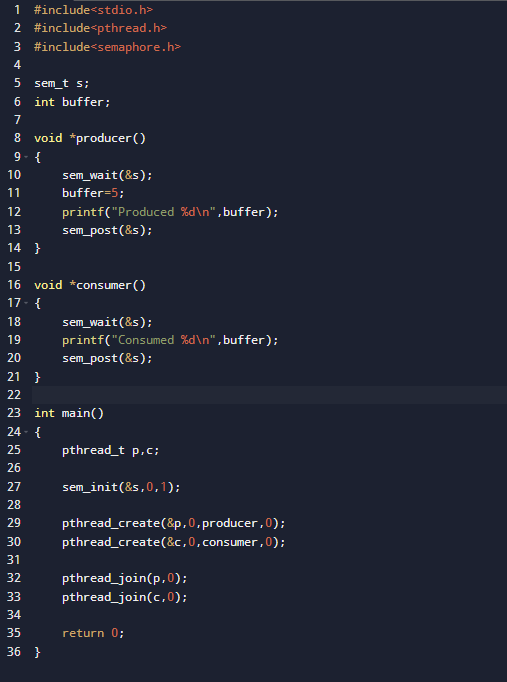 1 #include<stdio.h>
2 #include<pthread.h>
3 #include<semaphore.h>
4
5 sem_t s;
6 int buffer;
7
8 void *producer()
9 {
10     sem_wait(&s);
11     buffer=5;
12     printf("Produced %d\n",buffer);
13     sem_post(&s);
14 }
15
16 void *consumer()
17 {
18     sem_wait(&s);
19     printf("Consumed %d\n",buffer);
20     sem_post(&s);
21 }
22
23 int main()
24 {
25     pthread_t p,c;
26
27     sem_init(&s,0,1);
28
29     pthread_create(&p,0,producer,0);
30     pthread_create(&c,0,consumer,0);
31
32     pthread_join(p,0);
33     pthread_join(c,0);
34
35     return 0;
36 }